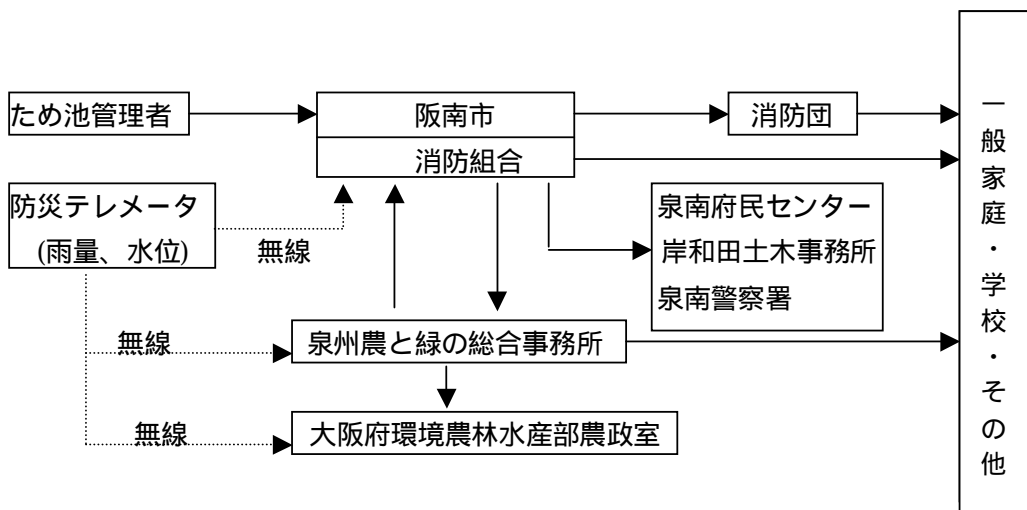 ため池管理者
阪南市
消防組合
消防団
防災テレメータ
(雨量、水位)
無線
泉南府民センター
岸和田土木事務所
泉南警察署
無線
泉州農と緑の総合事務所
無線
大阪府環境農林水産部農政室
一般家庭・学校・その他